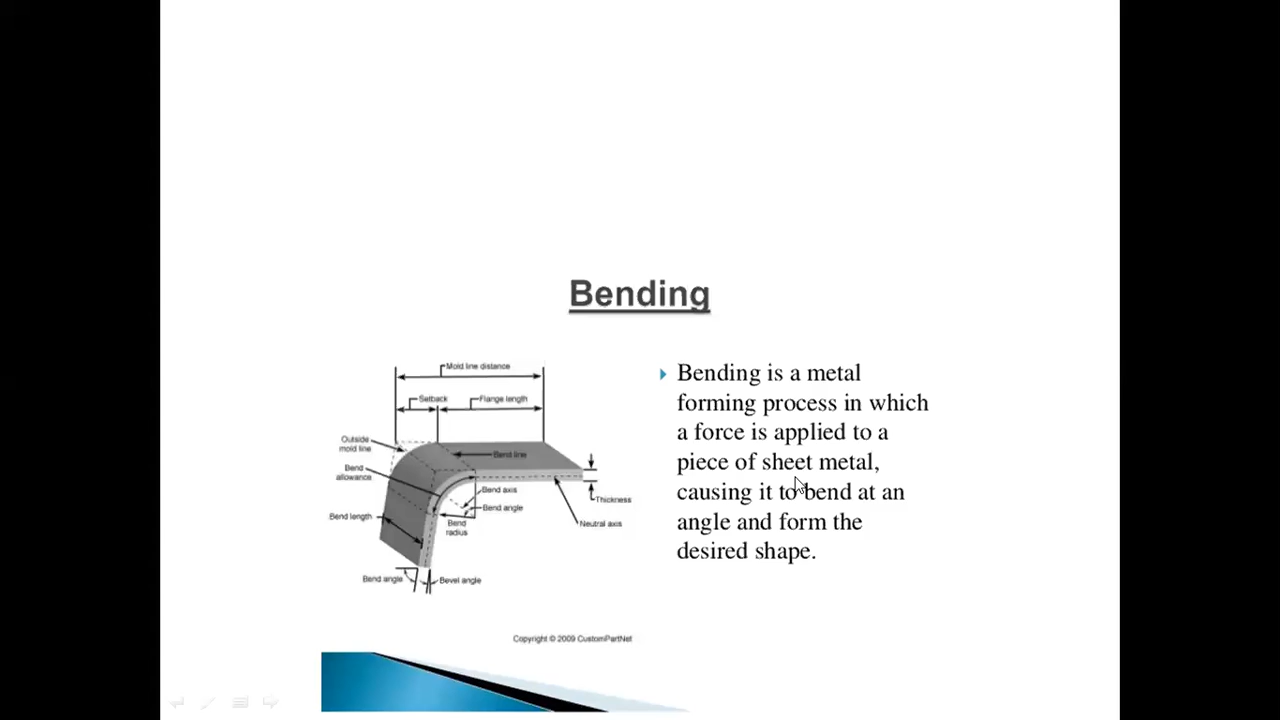 Bending
Mold line distance
Setback
Flange length
Outside
mold line
Bend line
Bend
allowance
Bend axis
Thickness
Bend angle
Bend length
Bend
radius
Neutral axis
Bend angle
Bevel angle
Copyright © 2009 CustomPartNet
Bending is a metal
forming process in which
a force is applied to a
piece of sheet metal,
causing it to bend at an
angle and form the
desired shape.